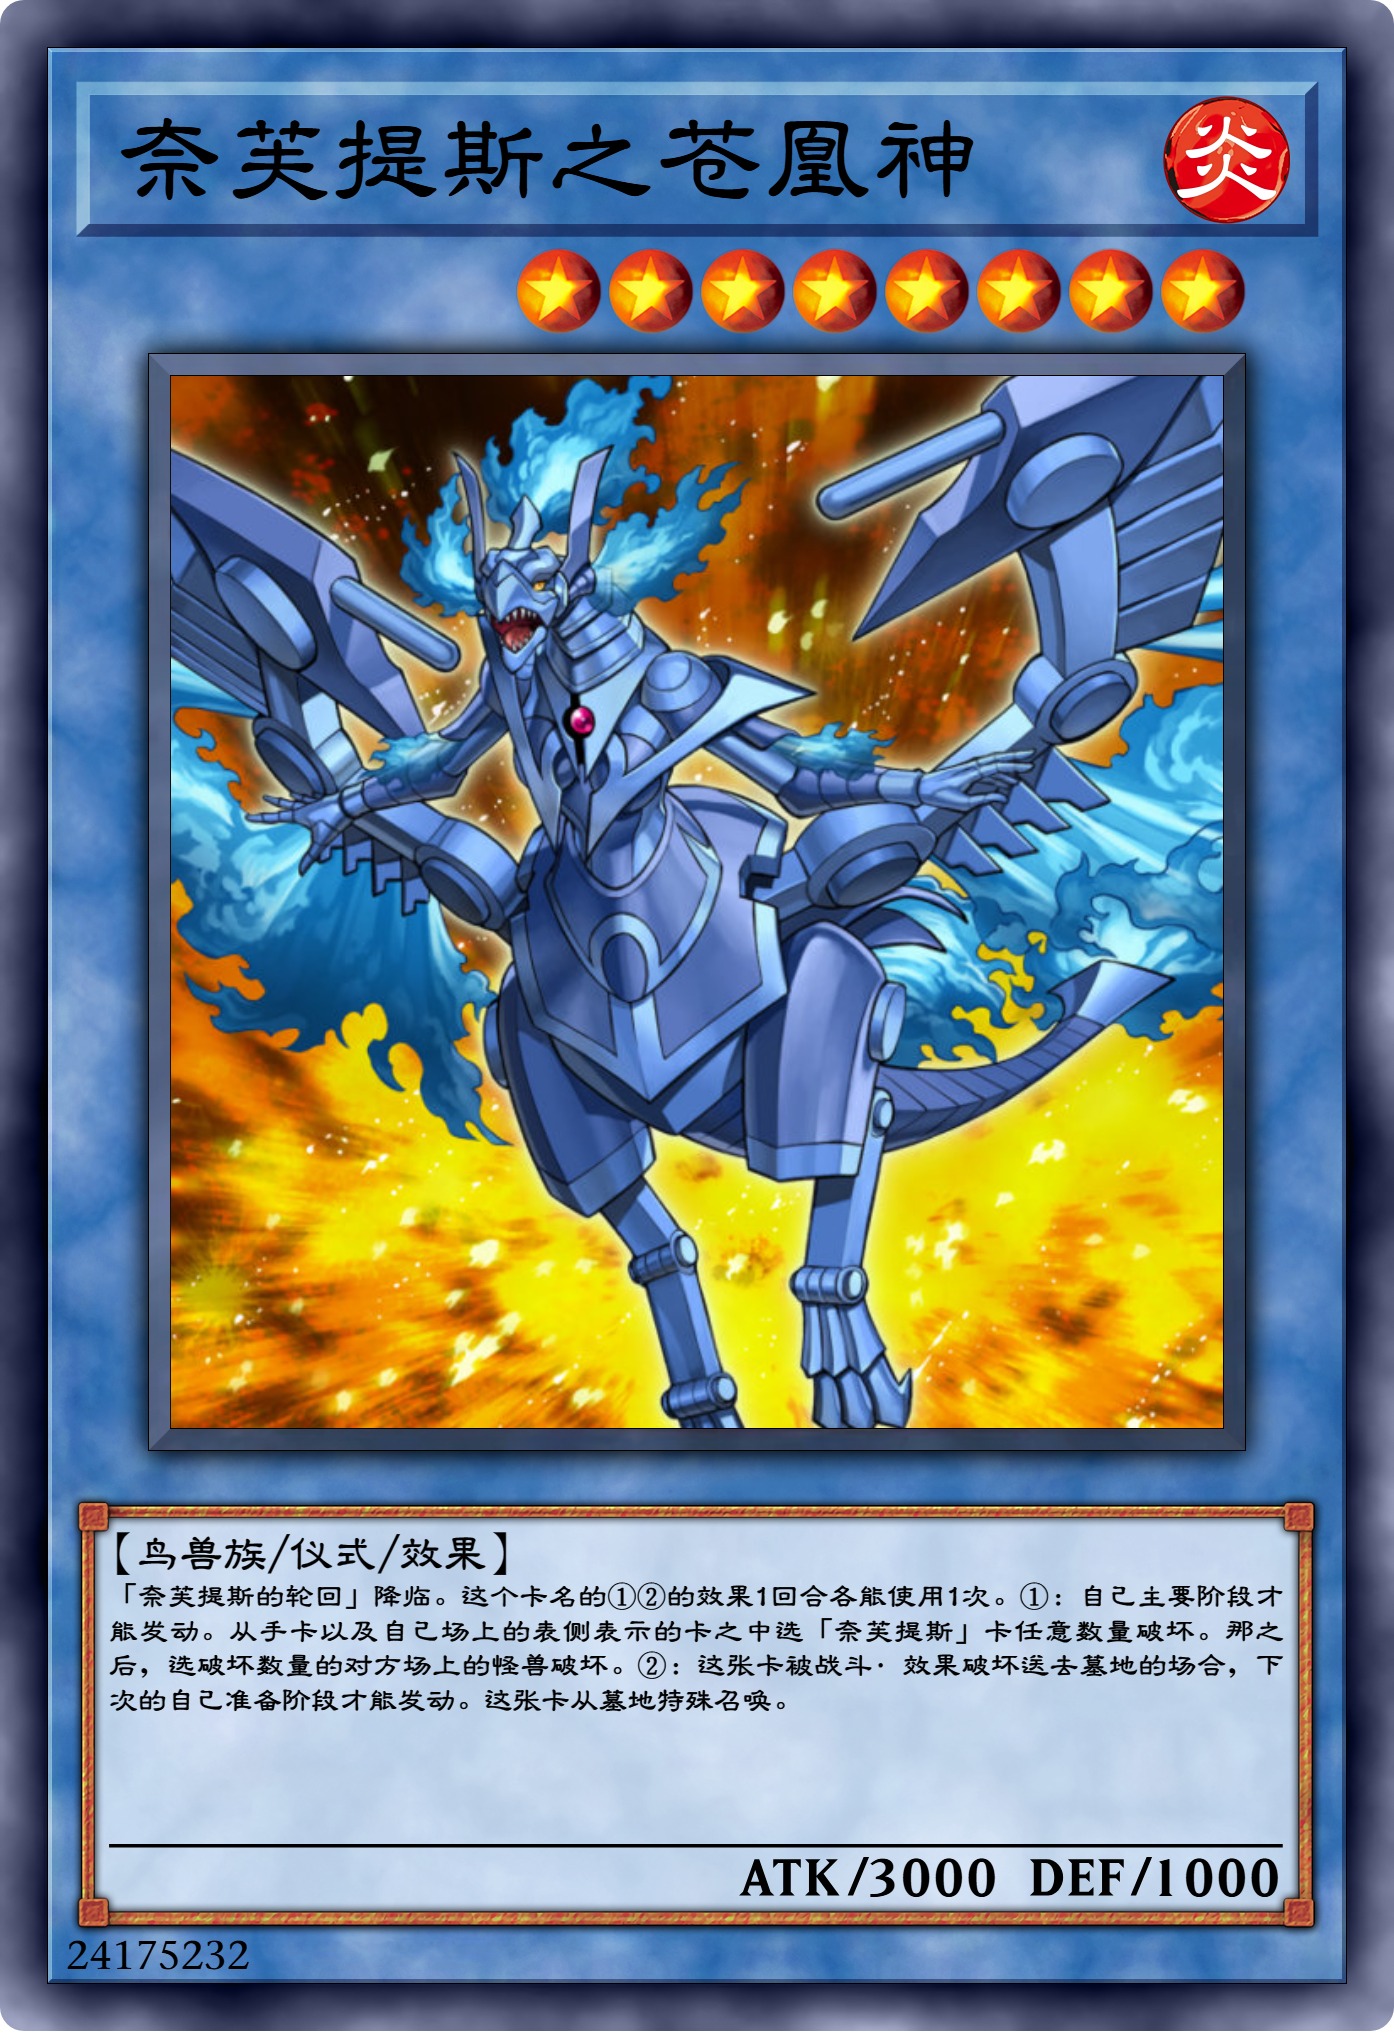 奈芙提斯之苍凰神
炎
【鸟兽族/仪式/效果】
「奈芙提斯的轮回」降临。这个卡名的①②的效果1回合各能使用1次。①：自己主要阶段才
能发动。从手卡以及自己场上的表侧表示的卡之中选「奈芙提斯」卡任意数量破坏。那之
后，选破坏数量的对方场上的怪兽破坏。②：这张卡被战斗·效果破坏送去墓地的场合，下
次的自己准备阶段才能发动。这张卡从墓地特殊召唤。
ATK/3000 DEF/1000
24175232